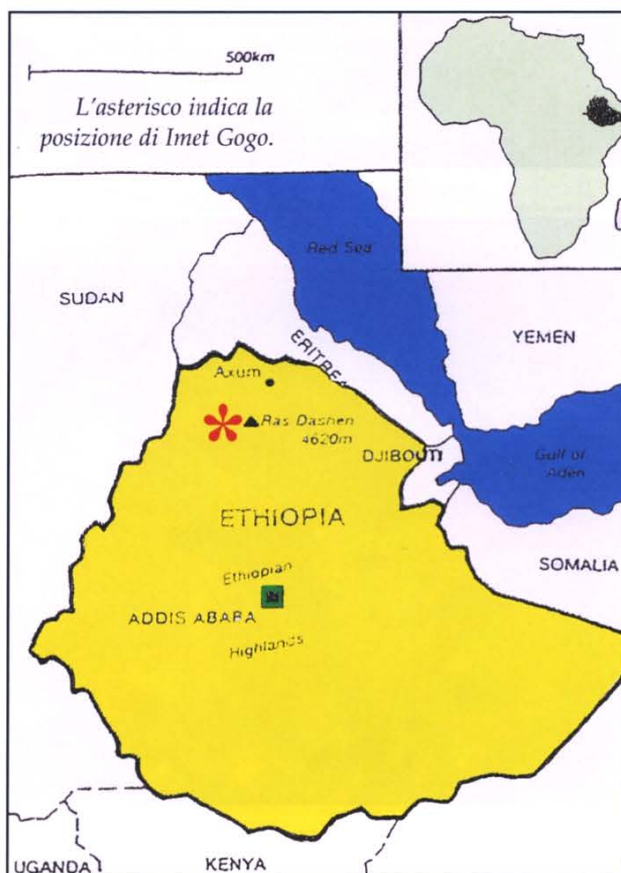 500km
L'asterisco indica la
posizione di Imet Gogo.
Red Sea
SUDAN
YEMEN
ERITREA
Axum
Ras Dashen
4620m
DJIBOUTI
Gulf of
Aden
ETHIOPIA
SOMALIA
Ethiopian
ADDIS ABABA
Highlands
UGANDA
KENYA